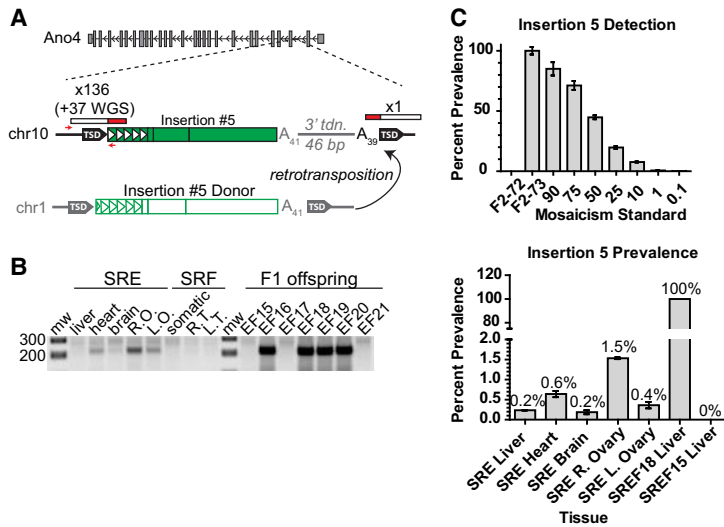 A
Ano4
x136
(+37 WGS)
x1
Insertion #5
3' tdn.
chr10
TSD
A41
46 bp
A39
TSD
retrotransposition
Insertion #5 Donor
chr1
TSD
A41
TSD
B
SRE
SRF
F1 offspring
mw
liver
heart
brain
R.O.
L.O.
somatic
R.T.
L.T.
mw
EF15
EF16
EF17
EF18
EF19
EF20
EF21
300
200
C
Insertion 5 Detection
Percent Prevalence
100
50
0
F2-72
F2-73
90
75
50
25
10
1
0.1
Mosaicism Standard
Insertion 5 Prevalence
Percent Prevalence
120
100
80
2.0
1.5
1.0
0.5
0.0
0.2%
0.6%
0.2%
1.5%
0.4%
100%
0%
SRE Liver
SRE Heart
SRE Brain
SRE R. Ovary
SRE L. Ovary
SREF18 Liver
SREF15 Liver
Tissue